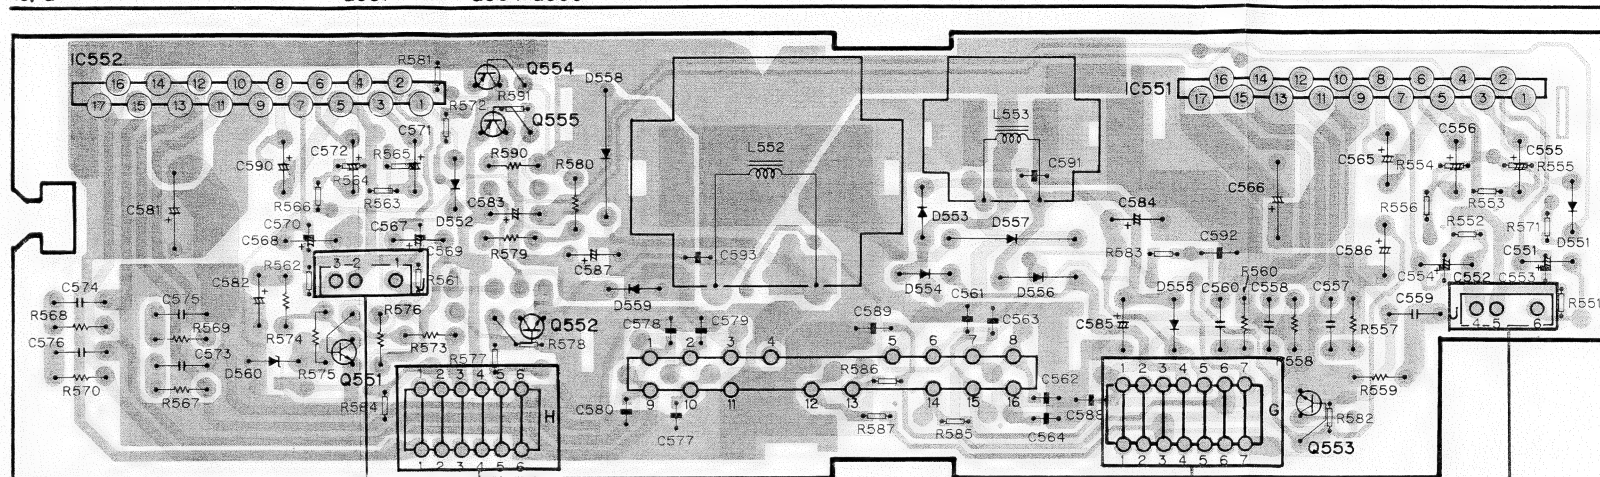 IC552
16 14 12 10 8 6 4 2
17 15 13 11 9 7 5 3 1
R581
Q554
D558
R572
R591
Q555
C571
C572
R565
R590
R580
C590
R564
R563
R566
C583
D552
C581
C570
C568
C567
C569
R579
C587
R562
3-2 1
R561
C582
D559
C574
C575
R568
R569
R574
R576
C576
C573
R573
R577
Q552
R578
D560
R575
Q551
R570
R567
R584
1 2 3 4 5 6
H
1 2 3 4 5 6
L552
L553
C591
C593
D553
D557
D554
D556
C578
C579
C589
C561
C563
1 2 3 4 5 6 7 8
R586
9 10 11 12 13 14 15 16
C580
C577
R587
R585
C562
C564
C588
IC551
16 14 12 10 8 6 4 2
17 15 13 11 9 7 5 3 1
C556
C555
C565
R554
R555
C566
C584
R556
R553
R552
R571
R583
C592
C586
D551
C551
C554
C552
C553
R560
D555
C560
C558
C557
C559
R551
J
4-5 6
C585
R557
R558
R559
1 2 3 4 5 6 7
G
1 2 3 4 5 6 7
R582
Q553